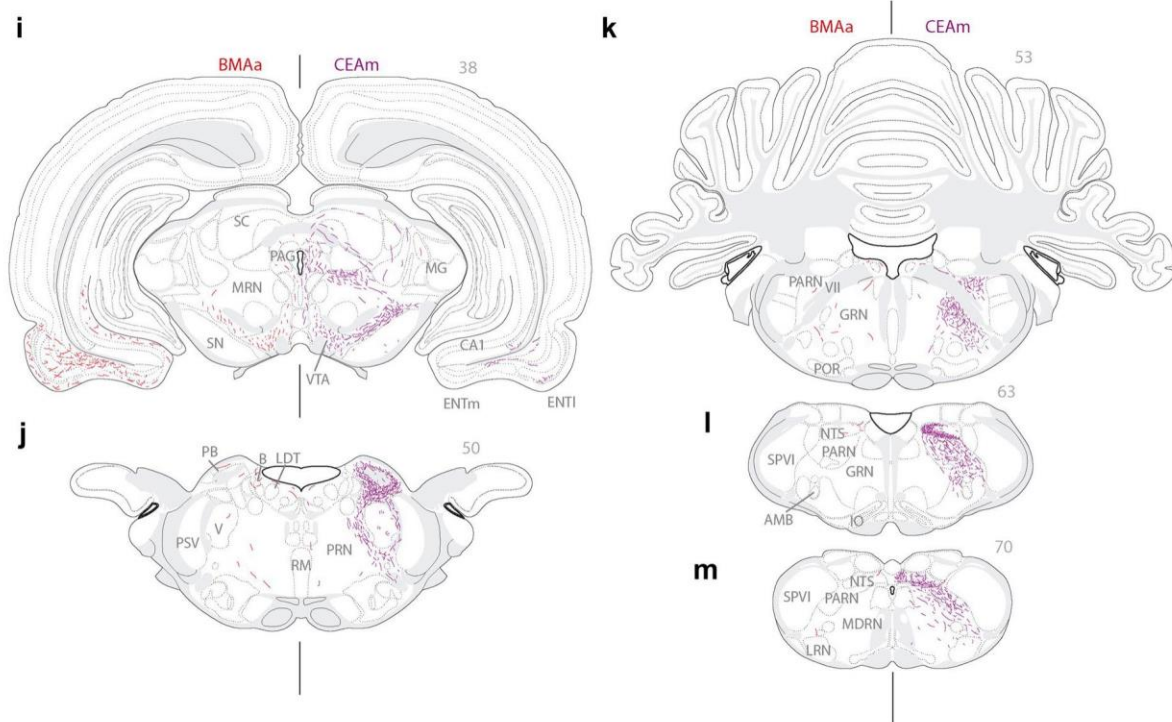 i
BMAa CEAm
38
SC
PAG
MG
MRN
SN
CA1
VTA
ENTm ENTl
j
50
PB B LDT
V
PSV PRN
RM
k
BMAa CEAm
53
PARN VII
GRN
POR
l
63
NTS
SPVI PARN
GRN
AMB IO
m
70
NTS
SPVI PARN
MDRN
LRN